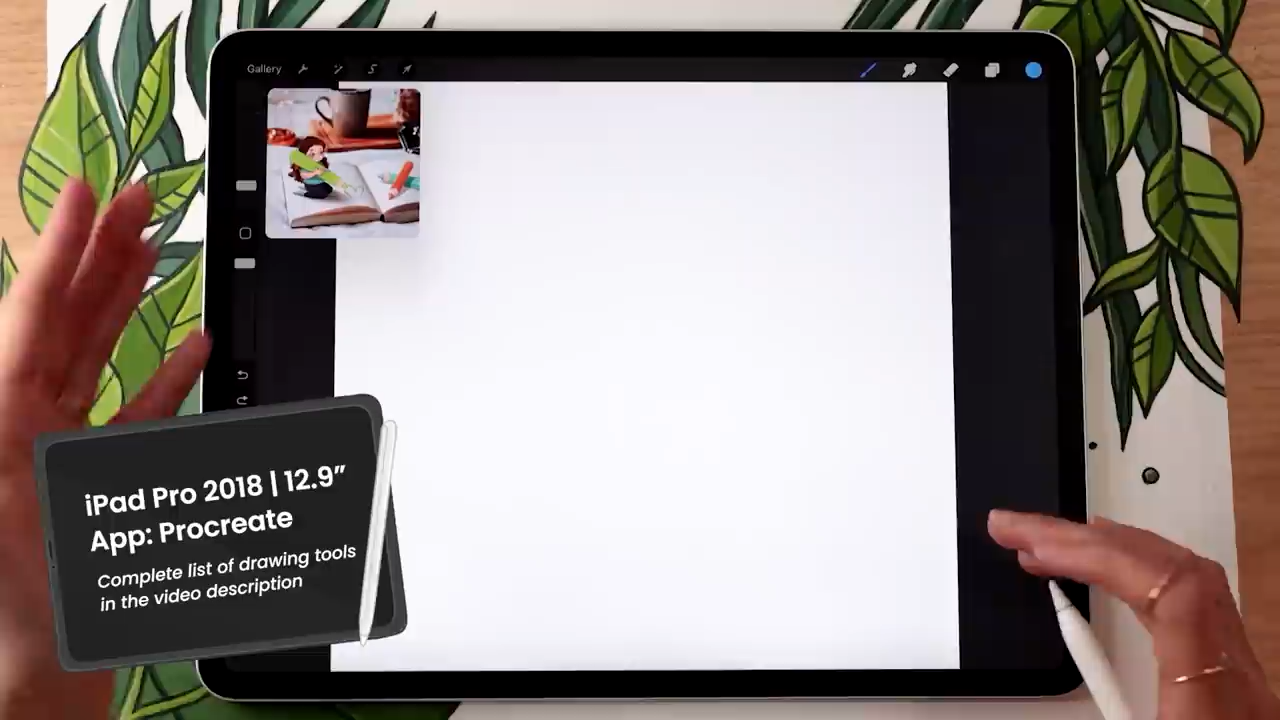 Gallery
iPad Pro 2018 | 12.9”
App: Procreate
Complete list of drawing tools
in the video description